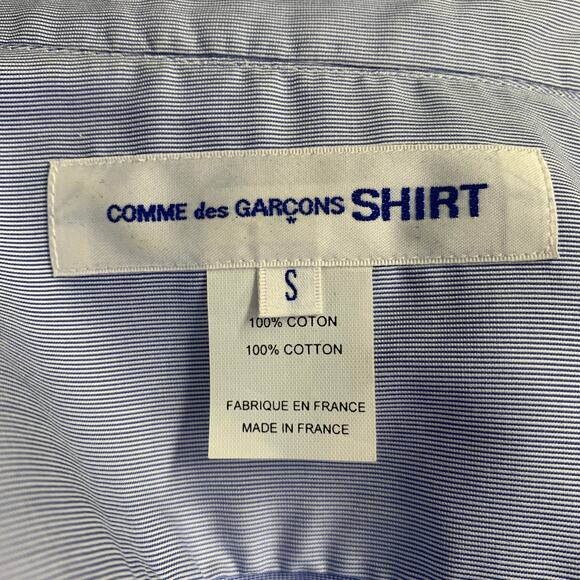 COMME des GARÇONS SHIRT
S
100% COTON
100% COTTON
FABRIQUE EN FRANCE
MADE IN FRANCE